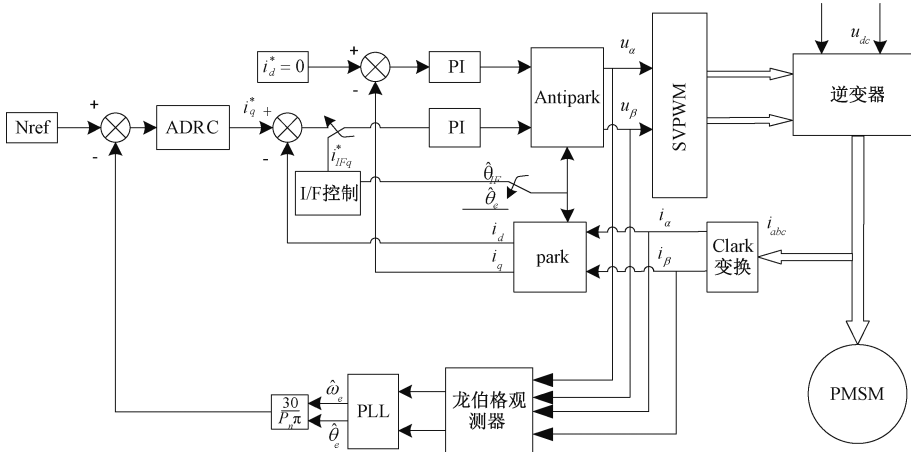 u_dc
i_d^* = 0
PI
u_α
Antipark
SVPWM
逆变器
+
-
Nref
+
-
ADRC
i_q^*
+
-
PI
u_β
i_IFq^*
I/F控制
θ̂_IF
θ̂_e
i_d
i_q
park
i_α
i_β
Clark
变换
i_abc
PMSM
30
P_nπ
ω̂_e
θ̂_e
PLL
龙伯格观
测器